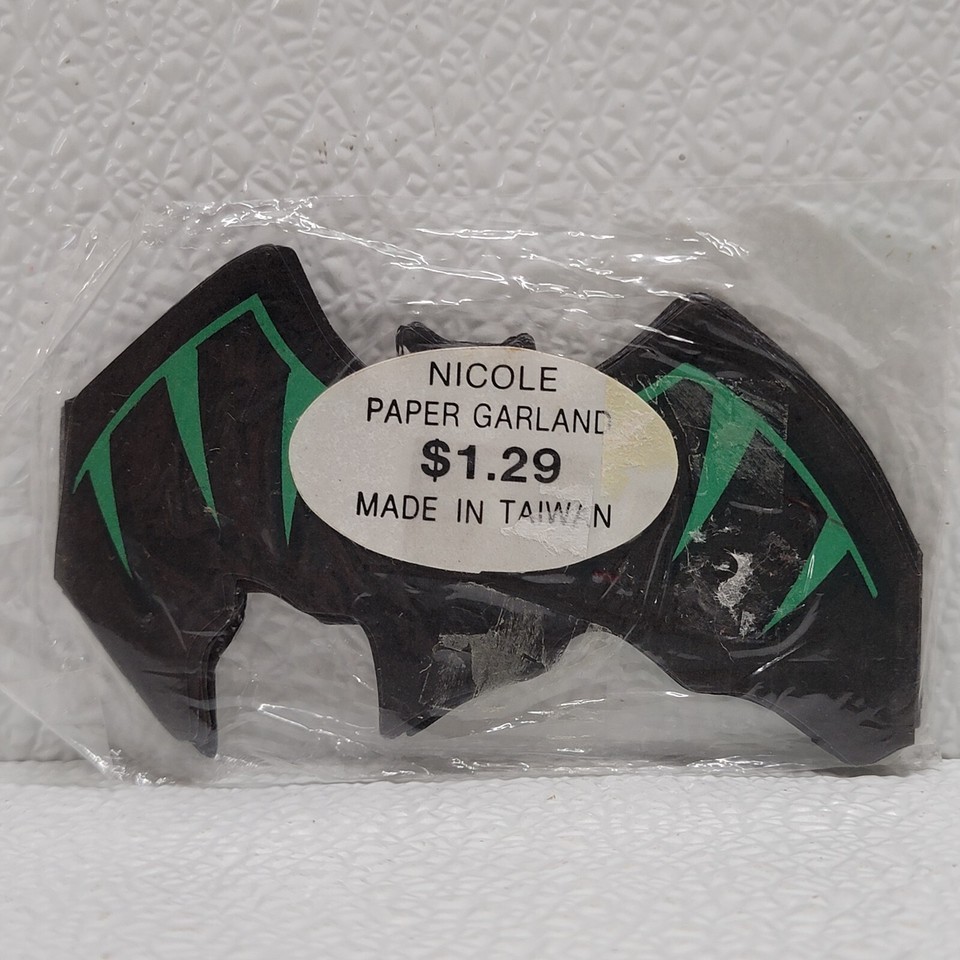 NICOLE
PAPER GARLAND
$1.29
MADE IN TAIWAN